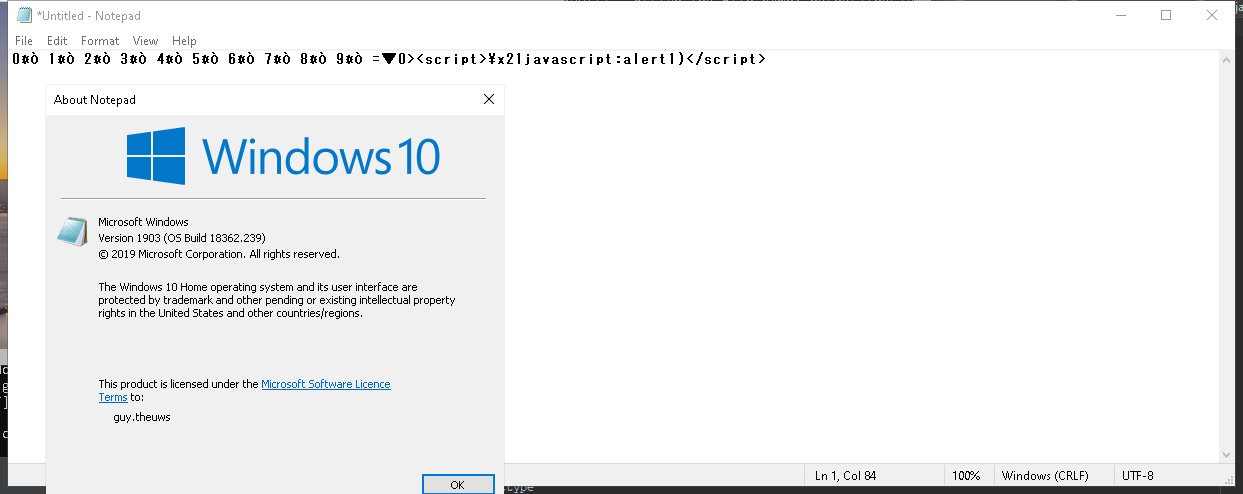 *Untitled - Notepad
File Edit Format View Help
0¤ò 1¤ò 2¤ò 3¤ò 4¤ò 5¤ò 6¤ò 7¤ò 8¤ò 9¤ò =▼0><script>¥x21javascript:alert1)</script>
About Notepad
Windows 10
Microsoft Windows
Version 1903 (OS Build 18362.239)
© 2019 Microsoft Corporation. All rights reserved.
The Windows 10 Home operating system and its user interface are
protected by trademark and other pending or existing intellectual property
rights in the United States and other countries/regions.
This product is licensed under the Microsoft Software Licence
Terms to:
guy.theuws
OK
Ln 1, Col 84 100% Windows (CRLF) UTF-8